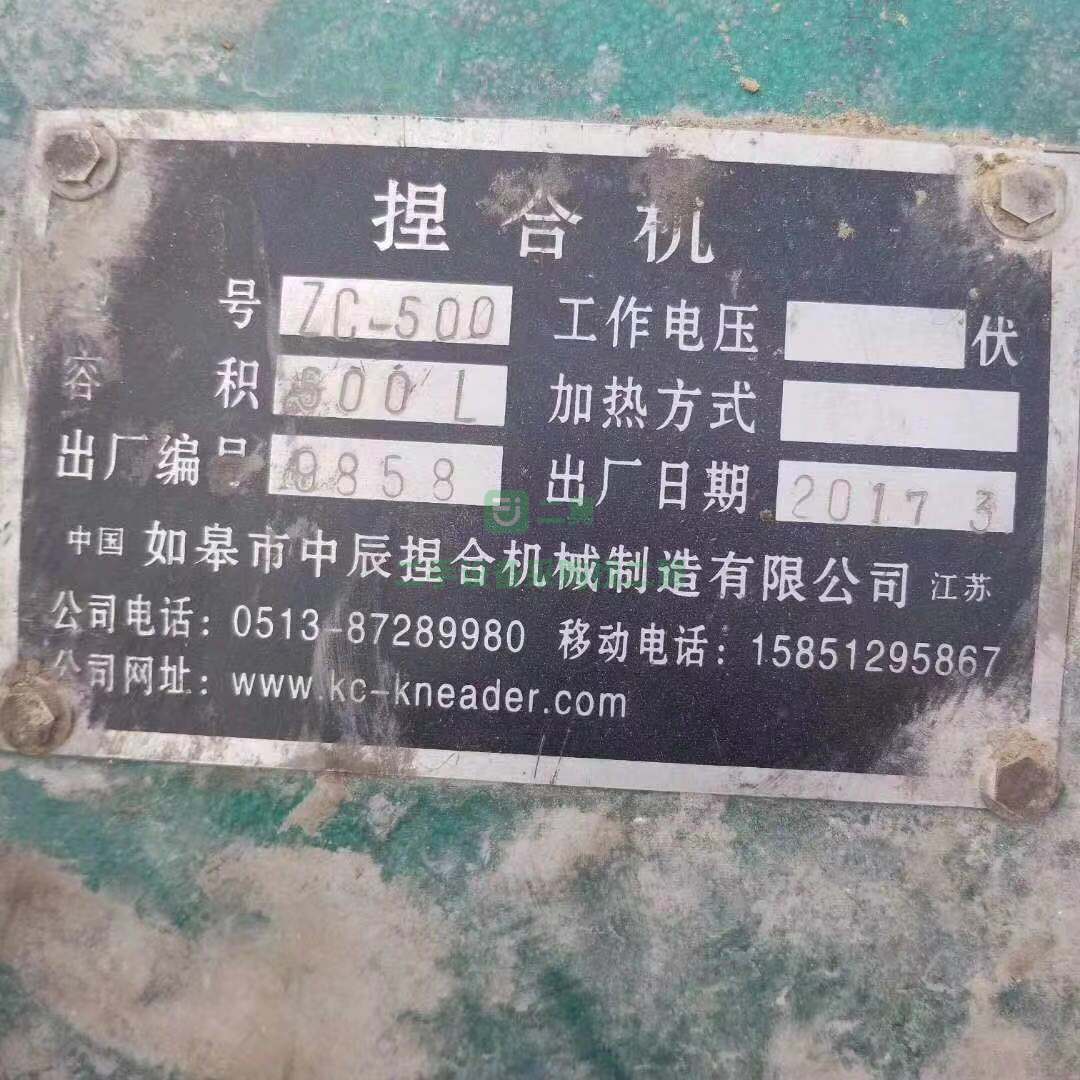 捏合机
号 ZC-500 工作电压 伏
容积 500L 加热方式
出厂编号 9858 出厂日期 2017 3
中国 如皋市中辰捏合机械制造有限公司 江苏
公司电话：0513-87289980 移动电话：15851295867
公司网址：www.kc-kneader.com